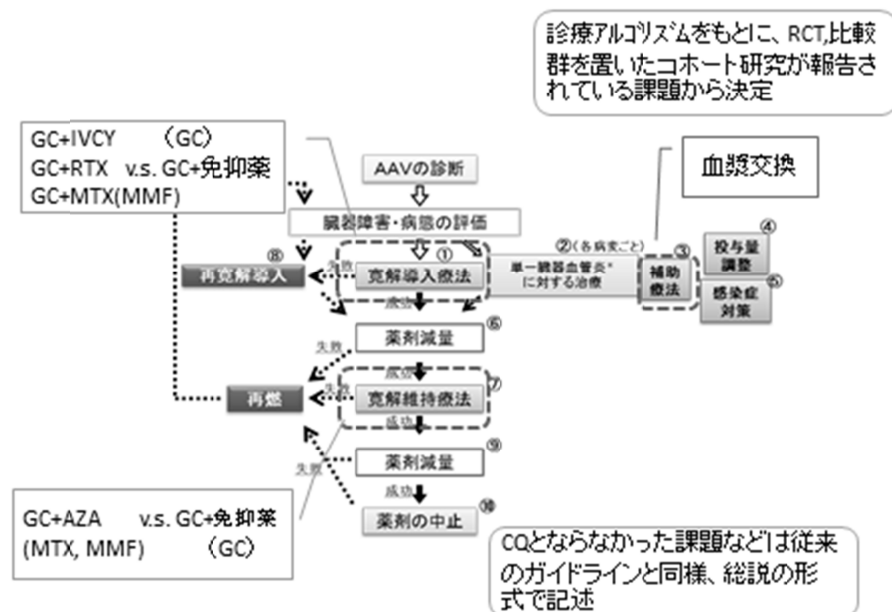 診療アルゴリズムをもとに、RCT,比較
群を置いたコホート研究が報告さ
れている課題から決定
GC+IVCY （GC）
GC+RTX v.s. GC+免抑薬
GC+MTX(MMF)
血漿交換
AAVの診断
臓器障害・病態の評価
⑧
再寛解導入
失敗
①
寛解導入療法
成功
②(各病変ごと)
単一臓器血管炎*
に対する治療
③
補助
療法
④
投与量
調整
⑤
感染症
対策
⑥
薬剤減量
失敗
成功
⑦
再燃
失敗
寛解維持療法
成功
⑨
薬剤減量
失敗
成功
⑩
薬剤の中止
GC+AZA v.s. GC+免抑薬
(MTX, MMF) （GC）
CQとならなかった課題などは従来
のガイドラインと同様、総説の形
式で記述